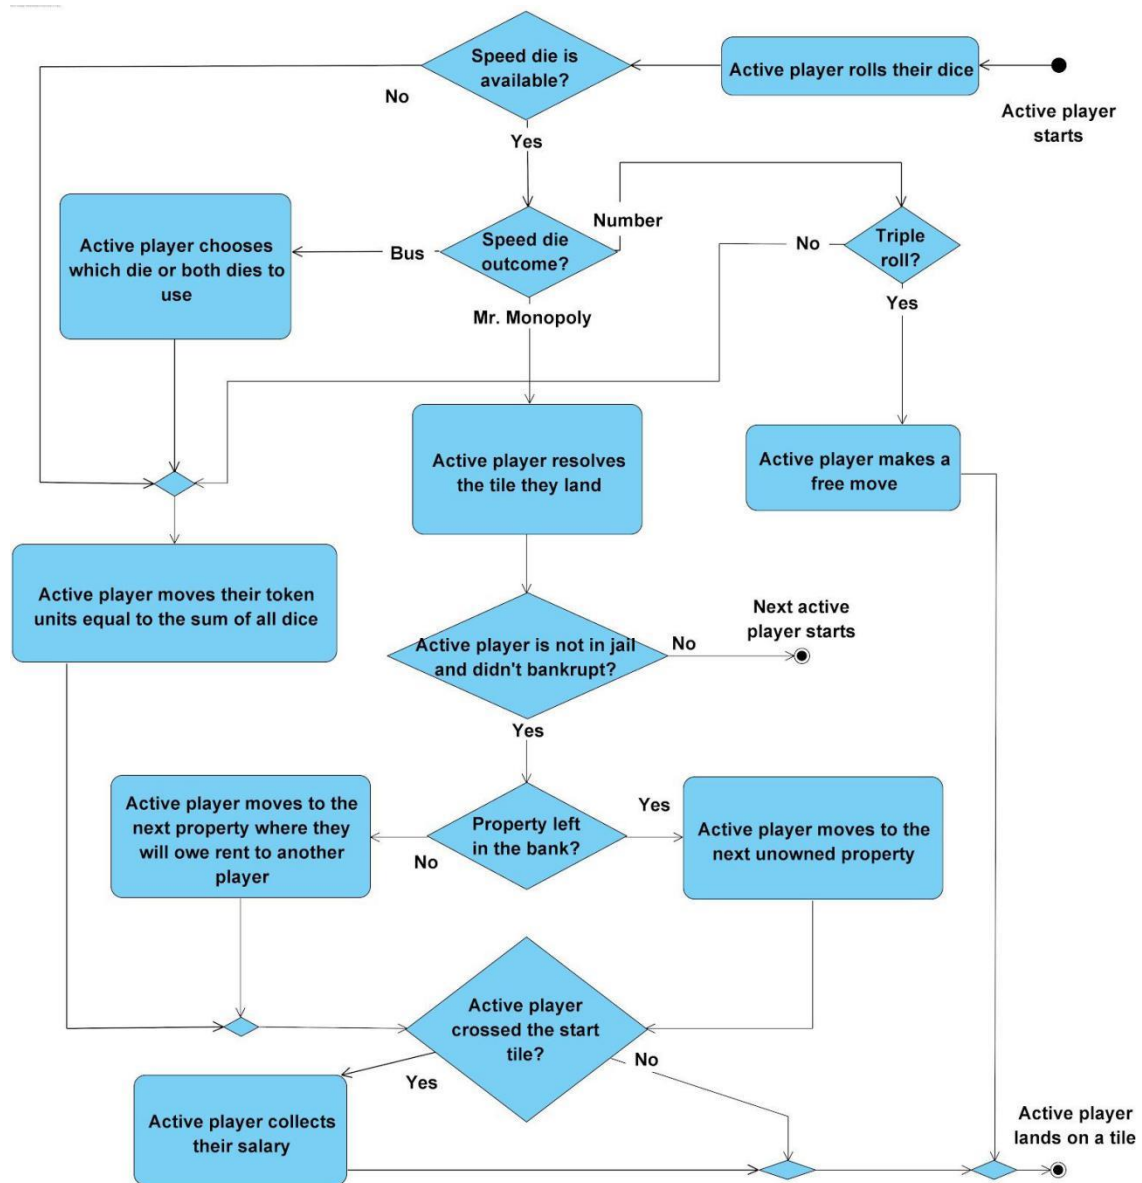 Speed die is
available?
Active player rolls their dice
Active player
starts
No
Yes
Number
Active player chooses
which die or both dies to
use
Bus
Speed die
outcome?
No
Triple
roll?
Yes
Mr. Monopoly
Active player resolves
the tile they land
Active player makes a
free move
Active player moves their token
units equal to the sum of all dice
Active player is not in jail
and didn't bankrupt?
No
Next active
player starts
Yes
Active player moves to the
next property where they
will owe rent to another
player
No
Property left
in the bank?
Yes
Active player moves to the
next unowned property
Active player
crossed the start
tile?
Yes
No
Active player collects
their salary
Active player
lands on a tile